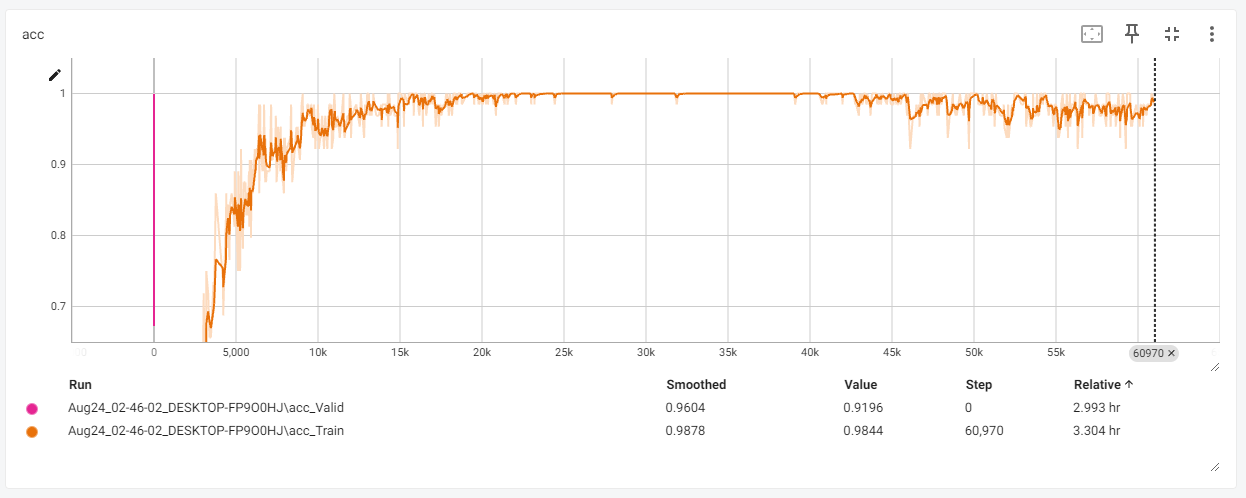 acc
1
0.9
0.8
0.7
0 5,000 10k 15k 20k 25k 30k 35k 40k 45k 50k 55k 60970 ✕
Run Smoothed Value Step Relative ↑
Aug24_02-46-02_DESKTOP-FP9O0HJ\acc_Valid 0.9604 0.9196 0 2.993 hr
Aug24_02-46-02_DESKTOP-FP9O0HJ\acc_Train 0.9878 0.9844 60,970 3.304 hr